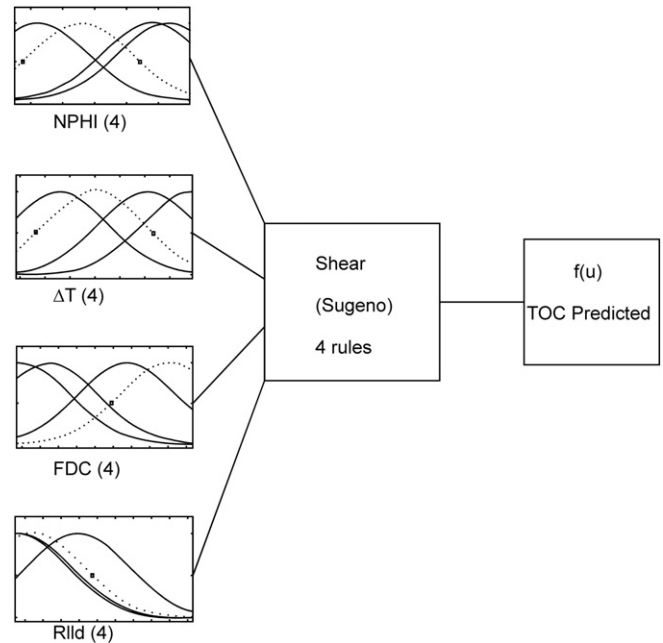 NPHI (4)
ΔT (4)
FDC (4)
Rlld (4)
Shear
(Sugeno)
4 rules
f(u)
TOC Predicted